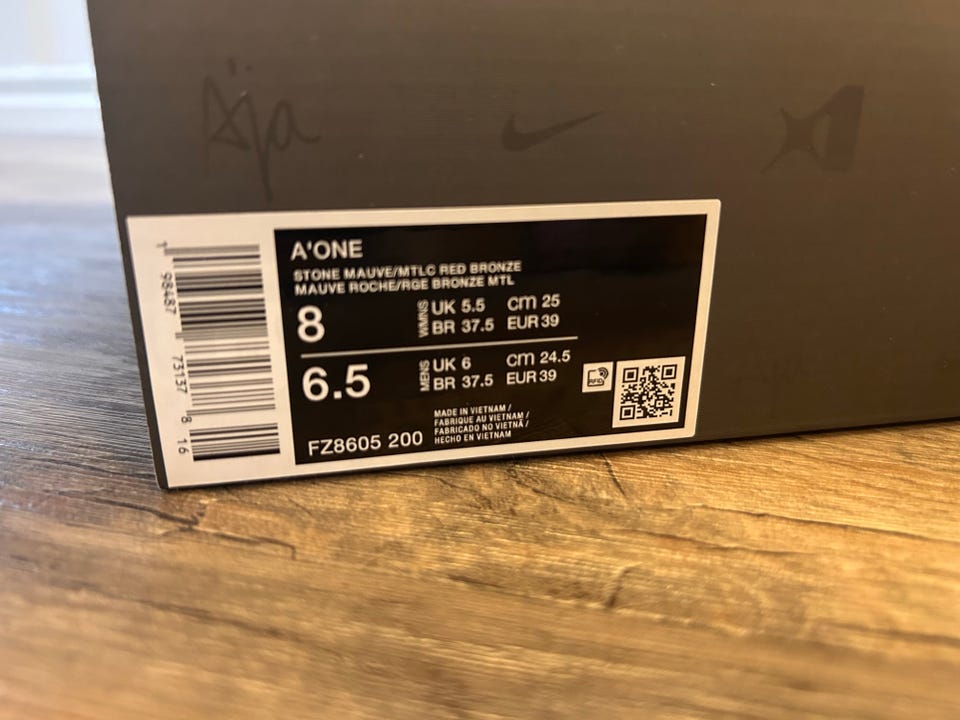 A'ja
A'ONE
STONE MAUVE/MTLC RED BRONZE
MAUVE ROCHE/RGE BRONZE MTL
8 WMNS UK 5.5 cm 25
BR 37.5 EUR 39
6.5 MENS UK 6 cm 24.5
BR 37.5 EUR 39
RFID
FZ8605 200
MADE IN VIETNAM /
FABRIQUE AU VIETNAM /
FABRICADO NO VIETNÃ /
HECHO EN VIETNAM
1 98487 73137 8 16